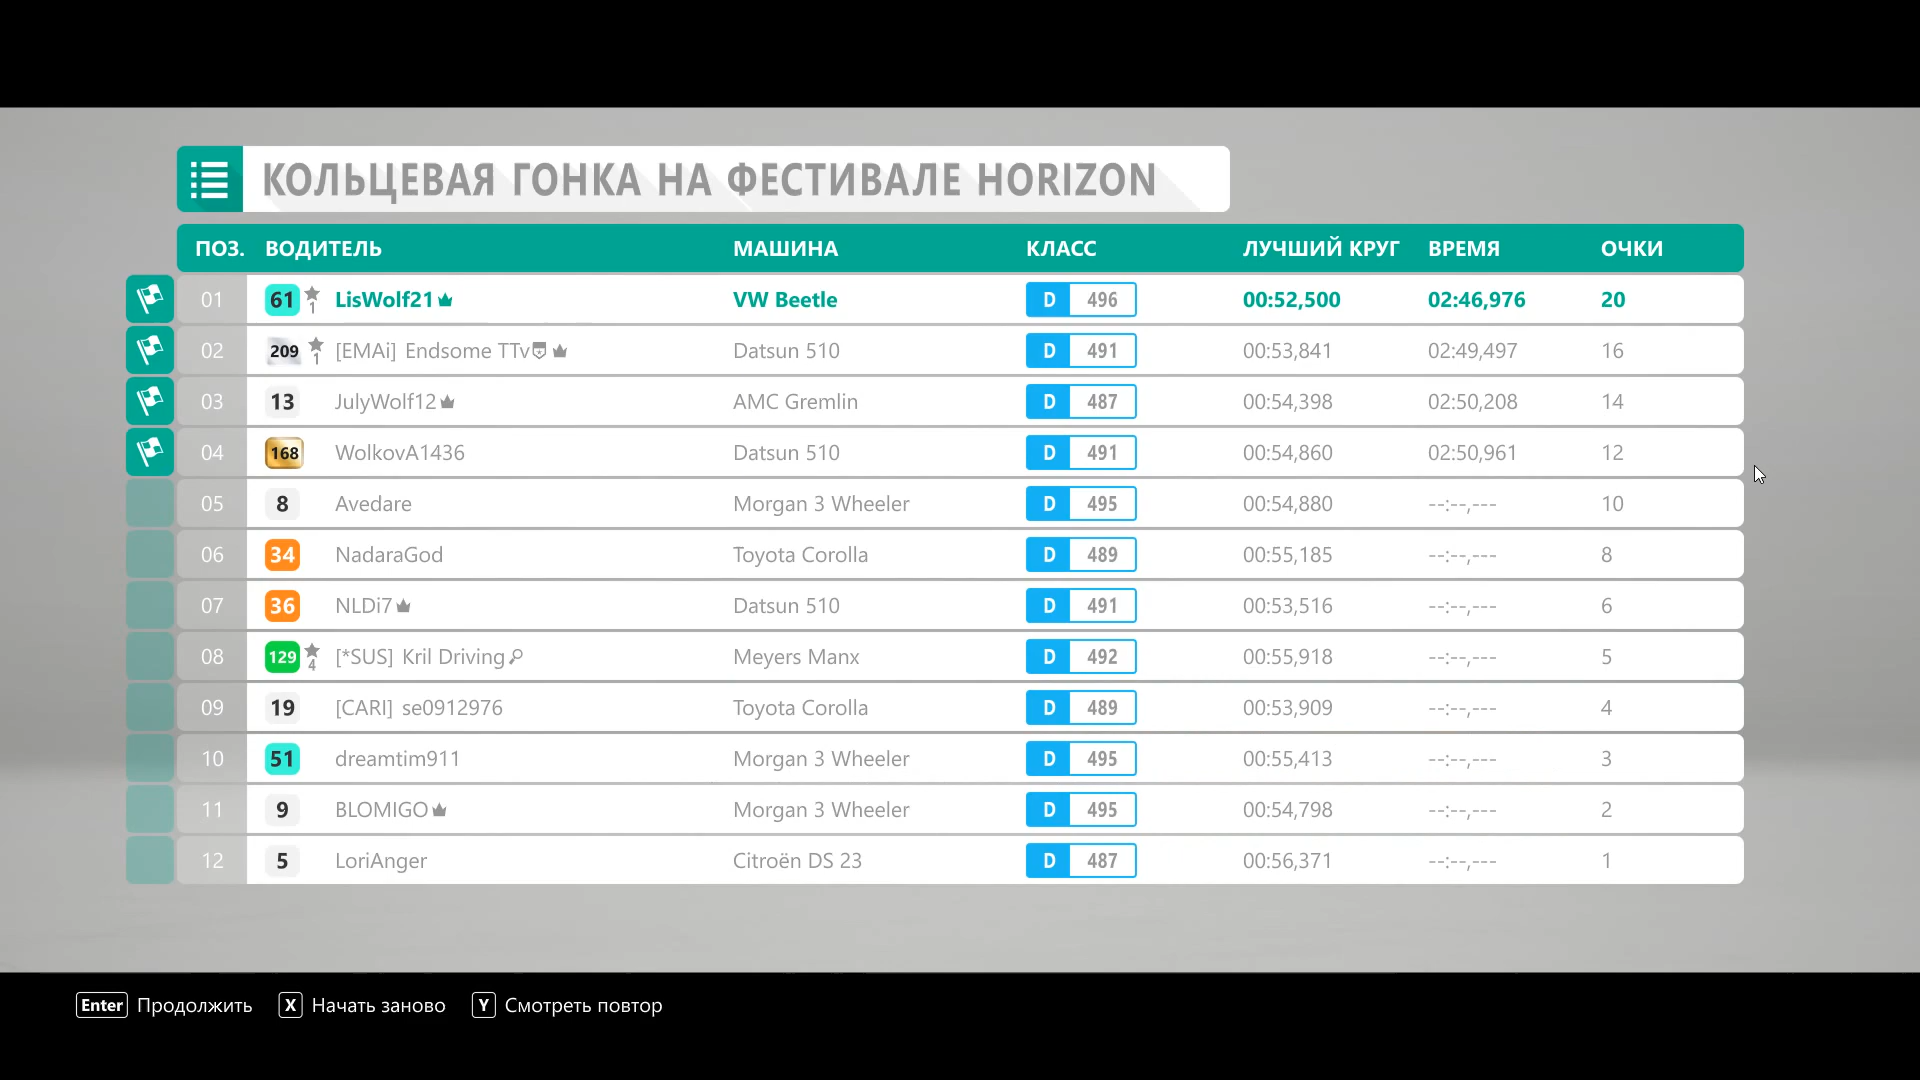 КОЛЬЦЕВАЯ ГОНКА НА ФЕСТИВАЛЕ HORIZON
ПОЗ. ВОДИТЕЛЬ МАШИНА КЛАСС ЛУЧШИЙ КРУГ ВРЕМЯ ОЧКИ
01 61 1 LisWolf21 VW Beetle D 496 00:52,500 02:46,976 20
02 209 1 [EMAi] Endsome TTv Datsun 510 D 491 00:53,841 02:49,497 16
03 13 JulyWolf12 AMC Gremlin D 487 00:54,398 02:50,208 14
04 168 WolkovA1436 Datsun 510 D 491 00:54,860 02:50,961 12
05 8 Avedare Morgan 3 Wheeler D 495 00:54,880 --:--,--- 10
06 34 NadaraGod Toyota Corolla D 489 00:55,185 --:--,--- 8
07 36 NLDi7 Datsun 510 D 491 00:53,516 --:--,--- 6
08 129 4 [*SUS] Kril Driving Meyers Manx D 492 00:55,918 --:--,--- 5
09 19 [CARI] se0912976 Toyota Corolla D 489 00:53,909 --:--,--- 4
10 51 dreamtim911 Morgan 3 Wheeler D 495 00:55,413 --:--,--- 3
11 9 BLOMIGO Morgan 3 Wheeler D 495 00:54,798 --:--,--- 2
12 5 LoriAnger Citroën DS 23 D 487 00:56,371 --:--,--- 1
Enter Продолжить X Начать заново Y Смотреть повтор